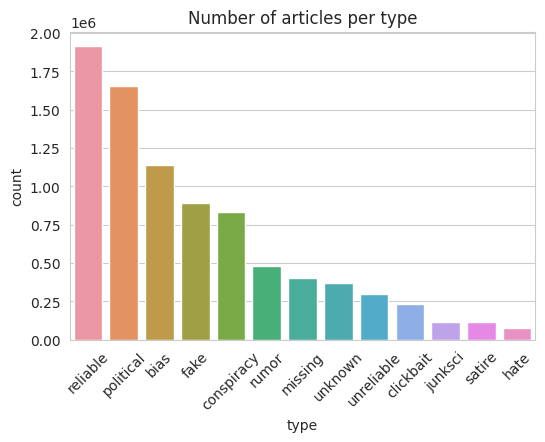 Number of articles per type
1e6
2.00
1.75
1.50
1.25
1.00
0.75
0.50
0.25
0.00
count
reliable
political
bias
fake
conspiracy
rumor
missing
unknown
unreliable
clickbait
junksci
satire
hate
type